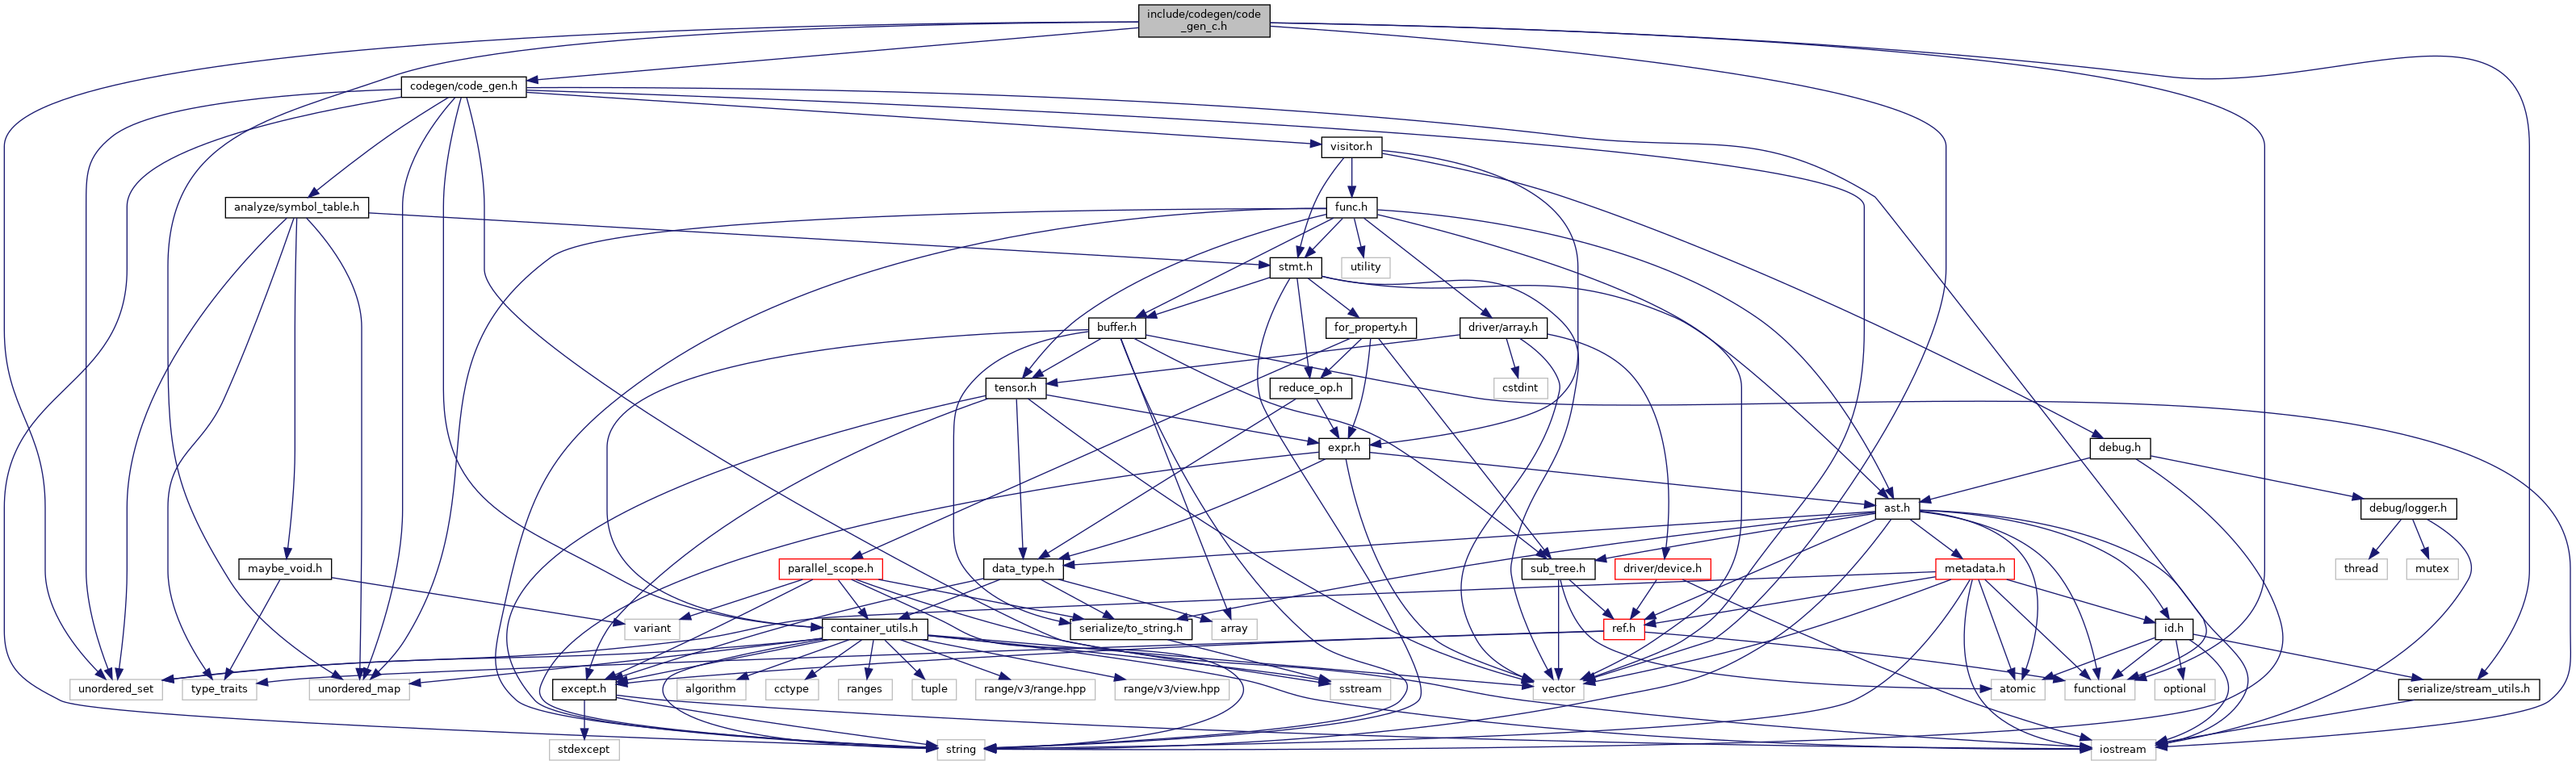 include/codegen/code
_gen_c.h
codegen/code_gen.h
visitor.h
analyze/symbol_table.h
func.h
stmt.h
utility
buffer.h
for_property.h
driver/array.h
tensor.h
reduce_op.h
cstdint
expr.h
debug.h
ast.h
debug/logger.h
maybe_void.h
parallel_scope.h
data_type.h
sub_tree.h
driver/device.h
metadata.h
thread
mutex
variant
container_utils.h
serialize/to_string.h
array
ref.h
id.h
unordered_set
type_traits
unordered_map
except.h
algorithm
cctype
ranges
tuple
range/v3/range.hpp
range/v3/view.hpp
sstream
vector
atomic
functional
optional
serialize/stream_utils.h
stdexcept
string
iostream